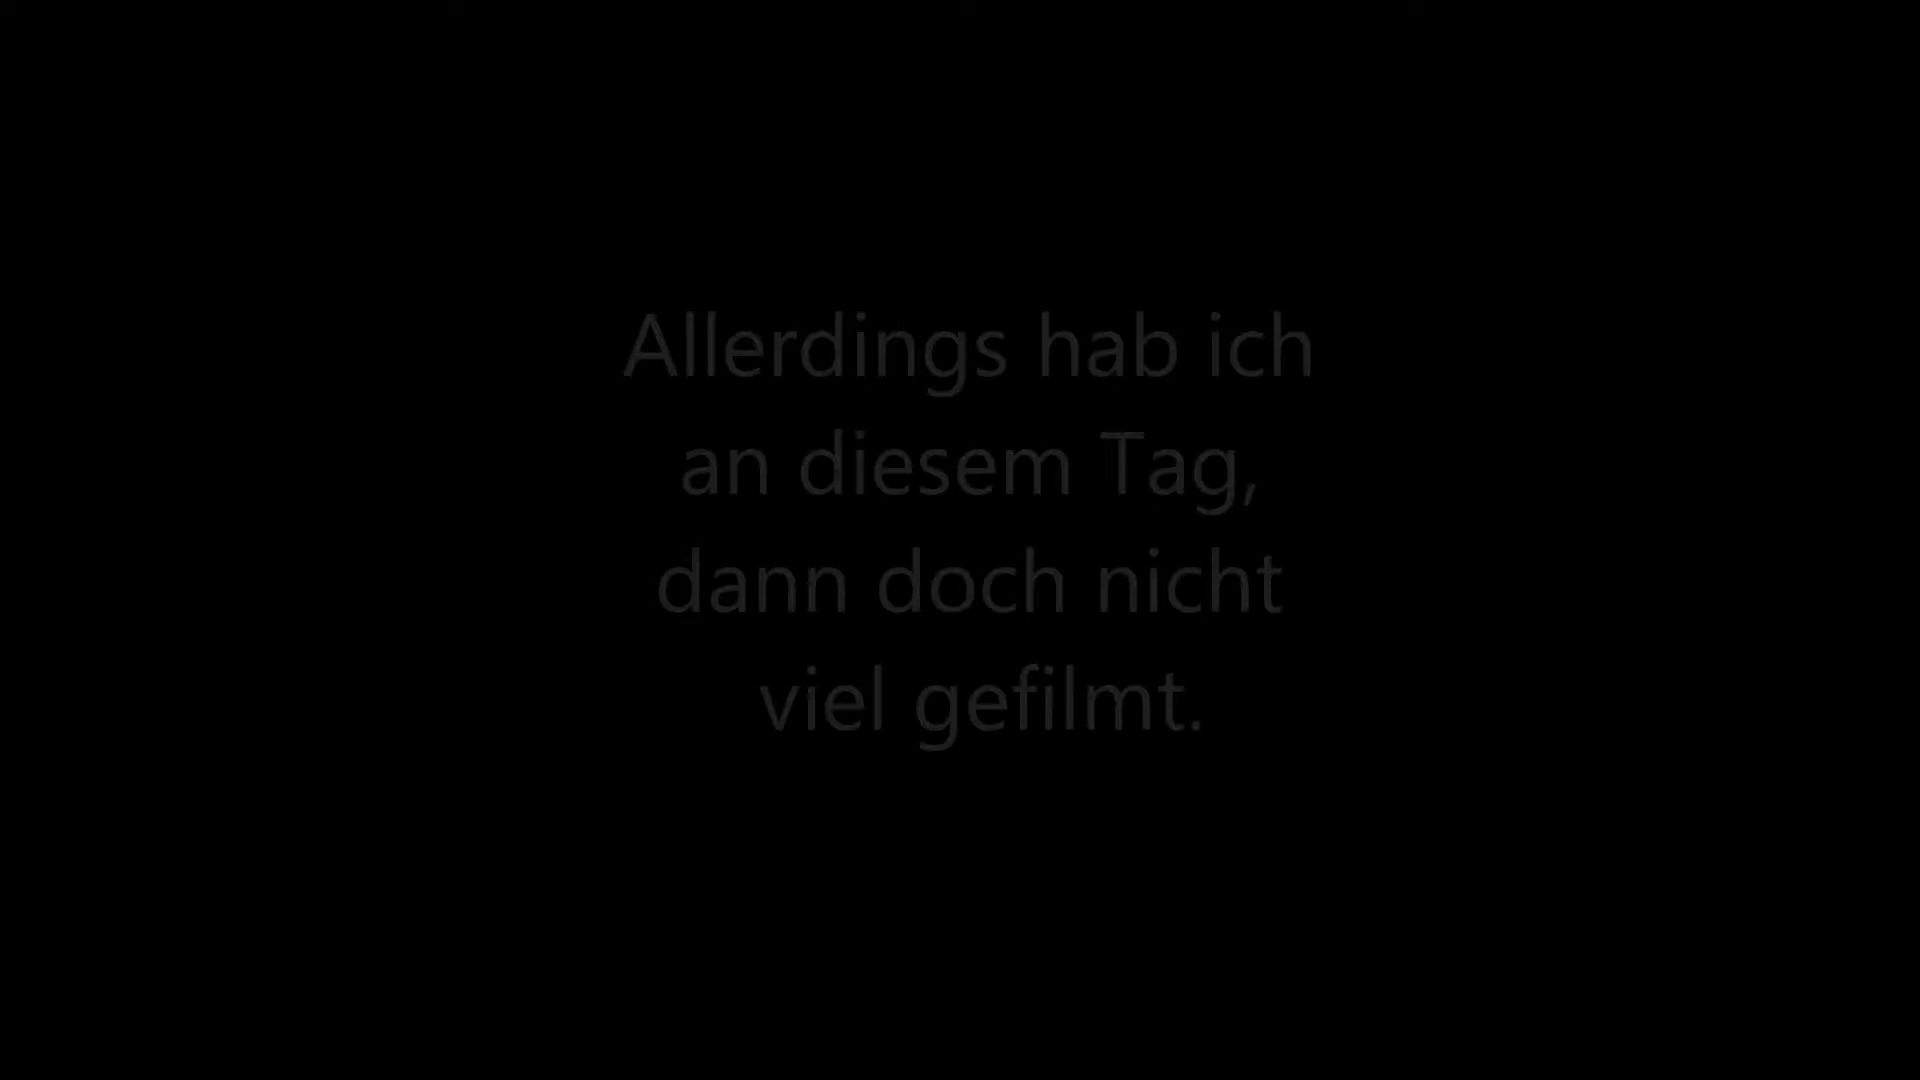 Allerdings hab ich
an diesem Tag,
dann doch nicht
viel gefilmt.